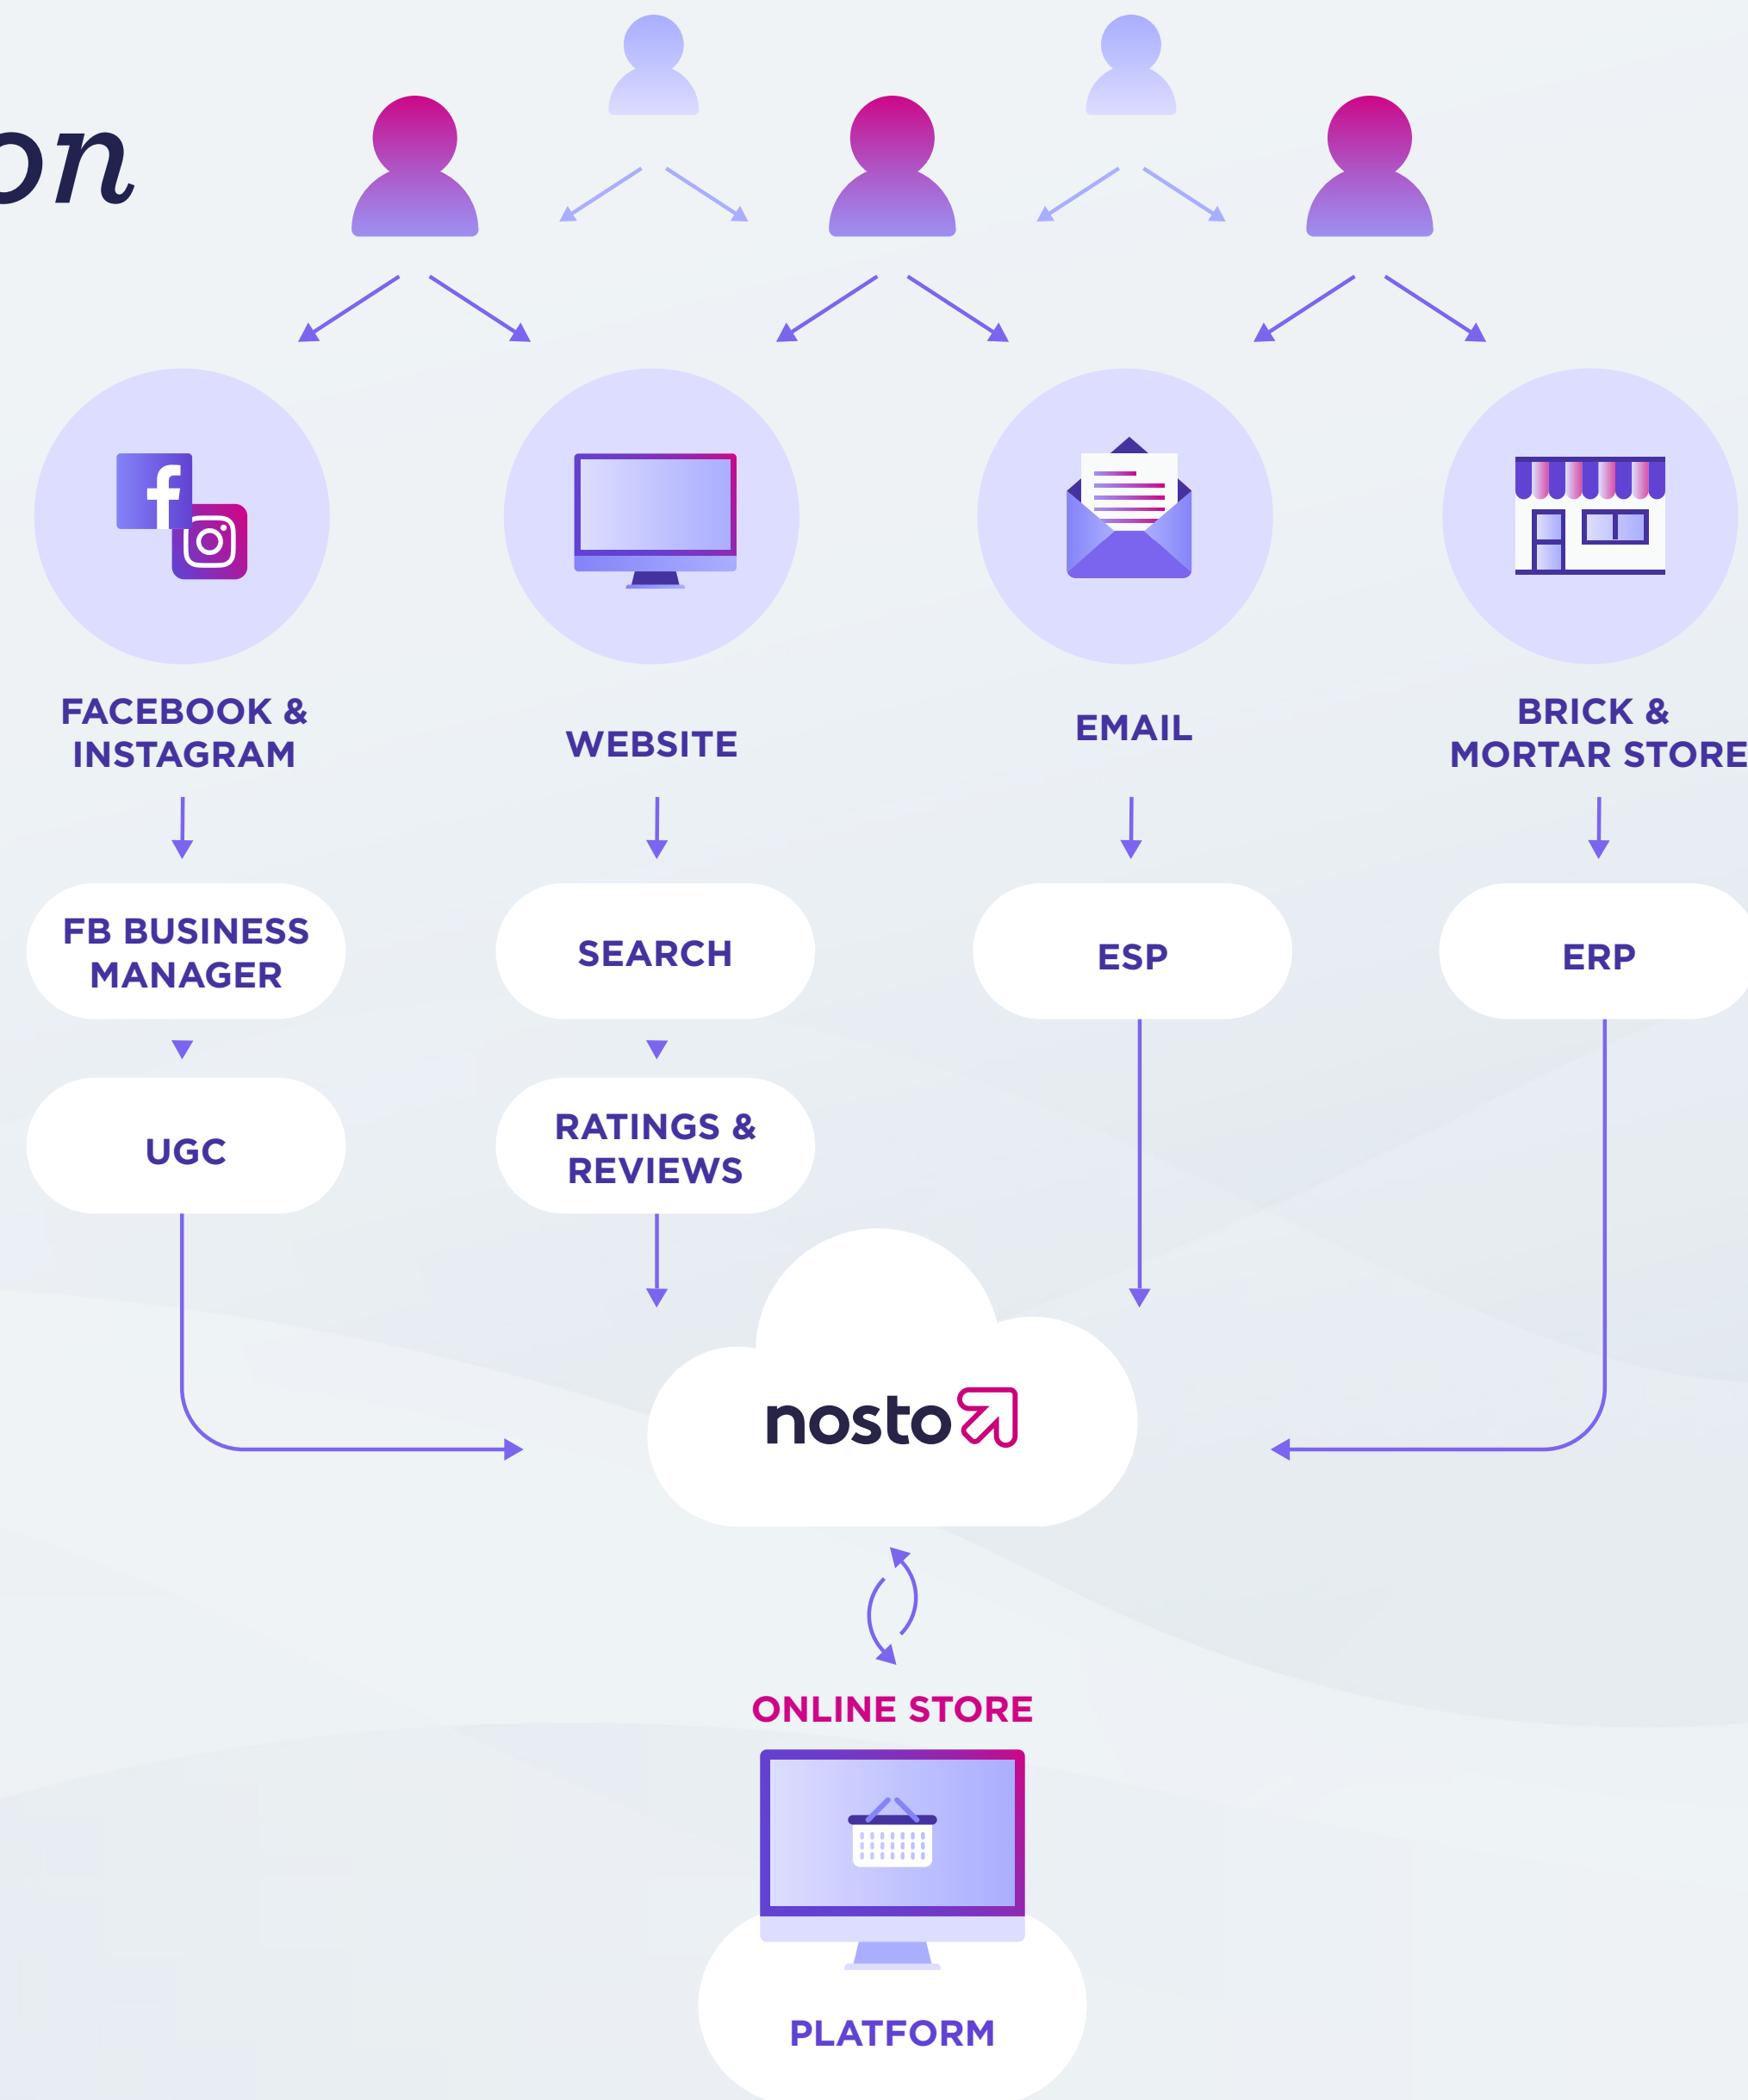 on
FACEBOOK &
INSTAGRAM
WEBSITE
EMAIL
BRICK &
MORTAR STORE
FB BUSINESS
MANAGER
SEARCH
ESP
ERP
UGC
RATINGS &
REVIEWS
nosto
ONLINE STORE
PLATFORM